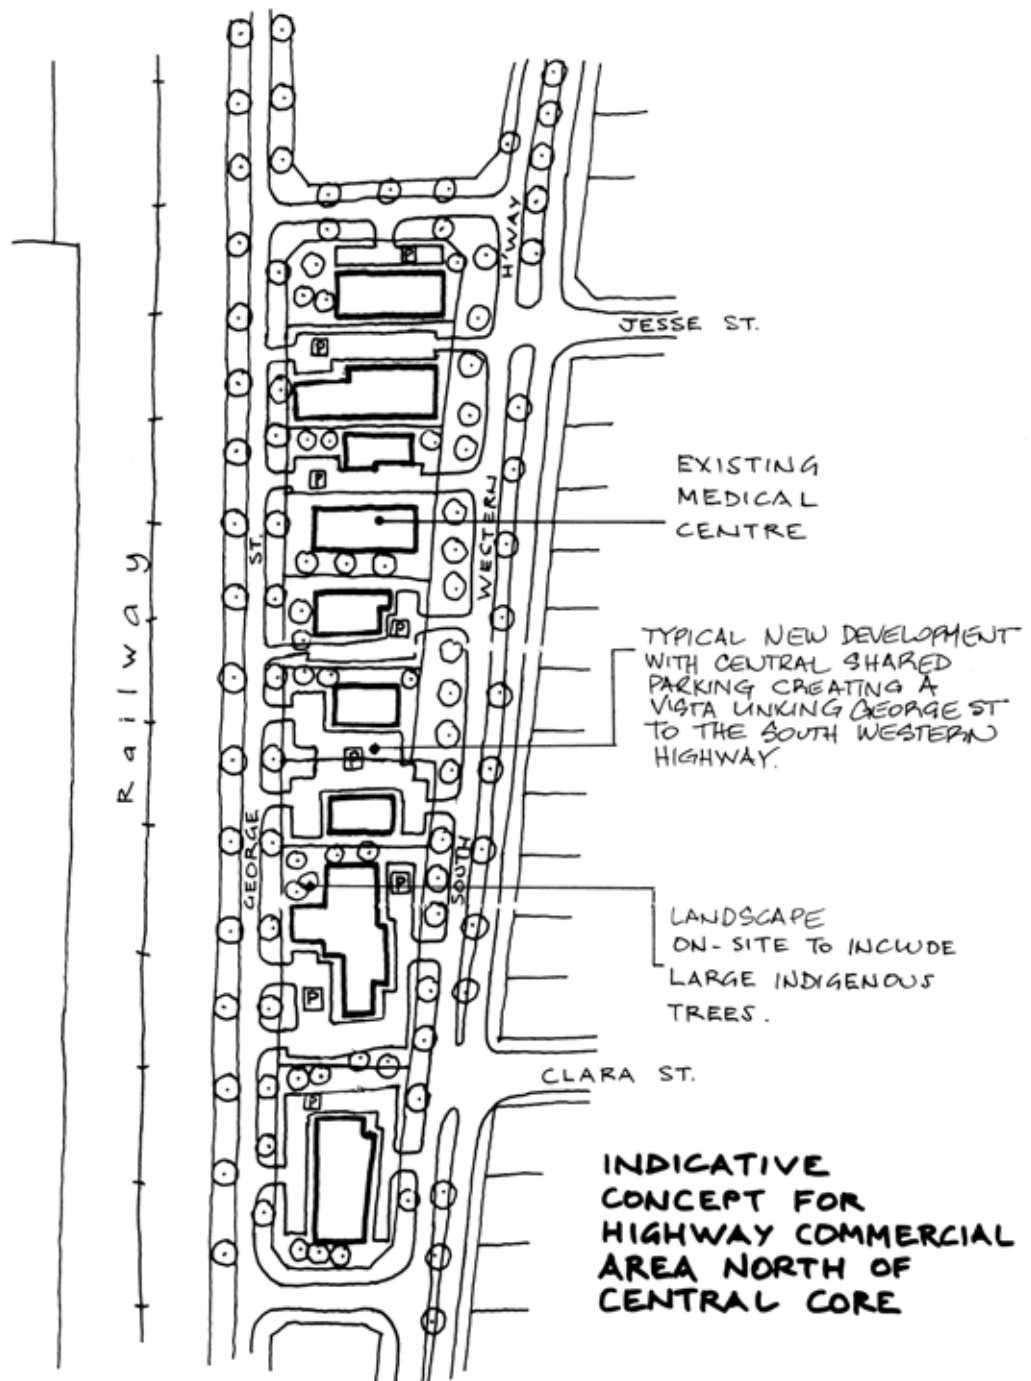 H'WAY
JESSE ST.
P
P
EXISTING
MEDICAL
CENTRE
P
WESTERN
ST.
Railway
P
TYPICAL NEW DEVELOPMENT
WITH CENTRAL SHARED
PARKING CREATING A
VISTA LINKING GEORGE ST
TO THE SOUTH WESTERN
HIGHWAY.
P
GEORGE
SOUTH
P
LANDSCAPE
ON-SITE TO INCLUDE
LARGE INDIGENOUS
TREES.
P
CLARA ST.
P
INDICATIVE
CONCEPT FOR
HIGHWAY COMMERCIAL
AREA NORTH OF
CENTRAL CORE